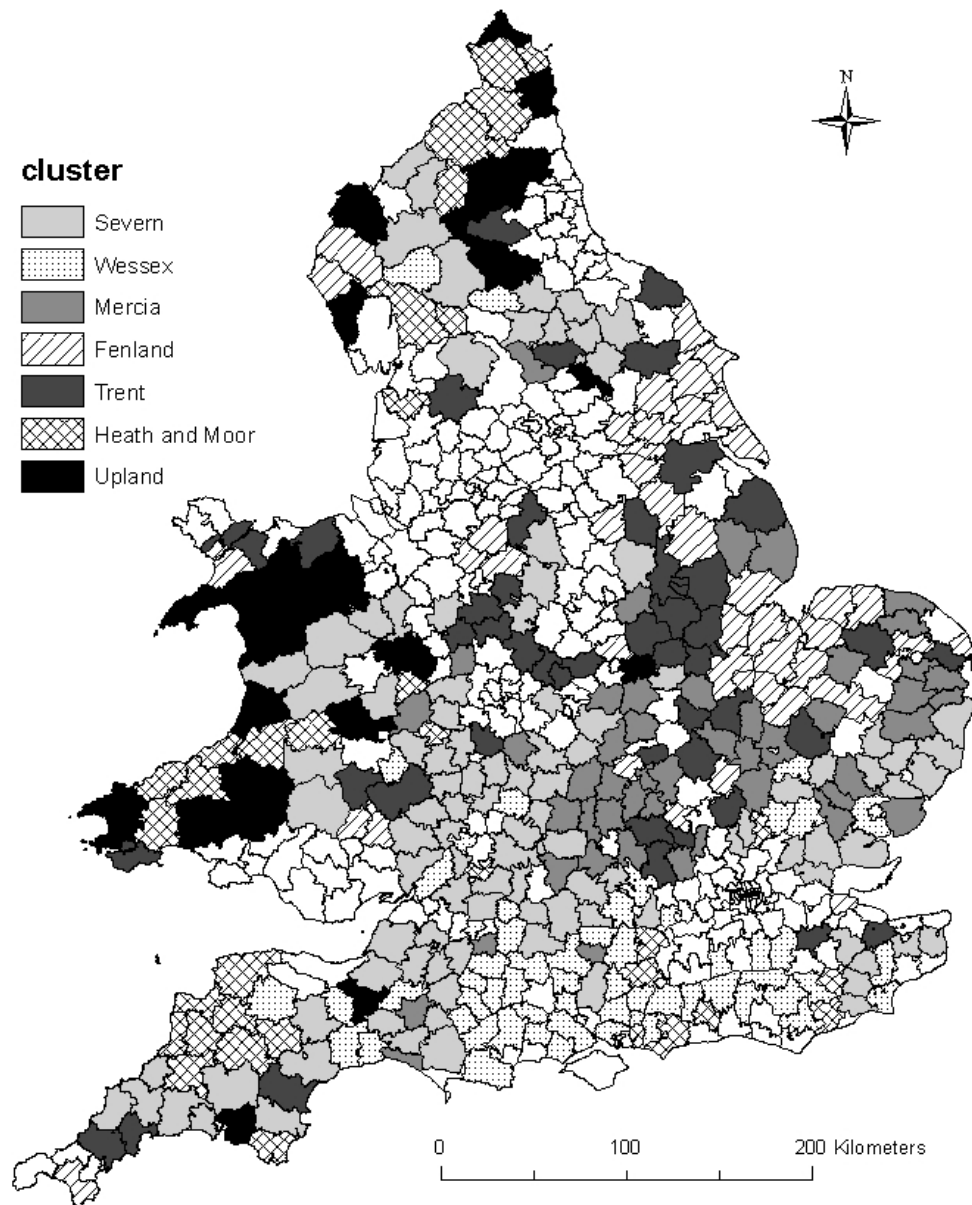 N
cluster
Severn
Wessex
Mercia
Fenland
Trent
Heath and Moor
Upland
0 100 200 Kilometers